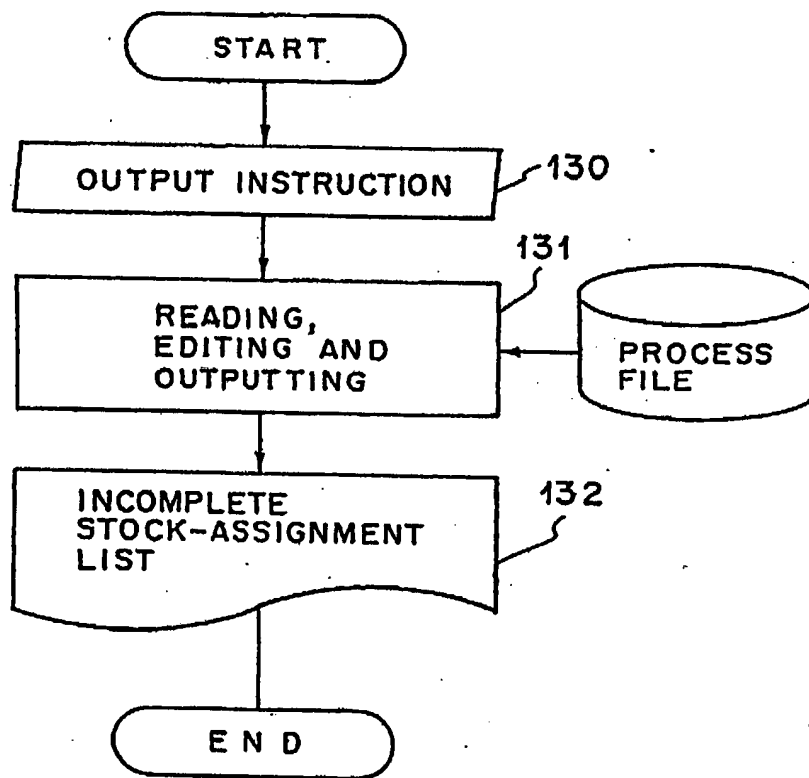 START
OUTPUT INSTRUCTION
130
131
READING,
EDITING AND
OUTPUTTING
PROCESS
FILE
132
INCOMPLETE
STOCK-ASSIGNMENT
LIST
END